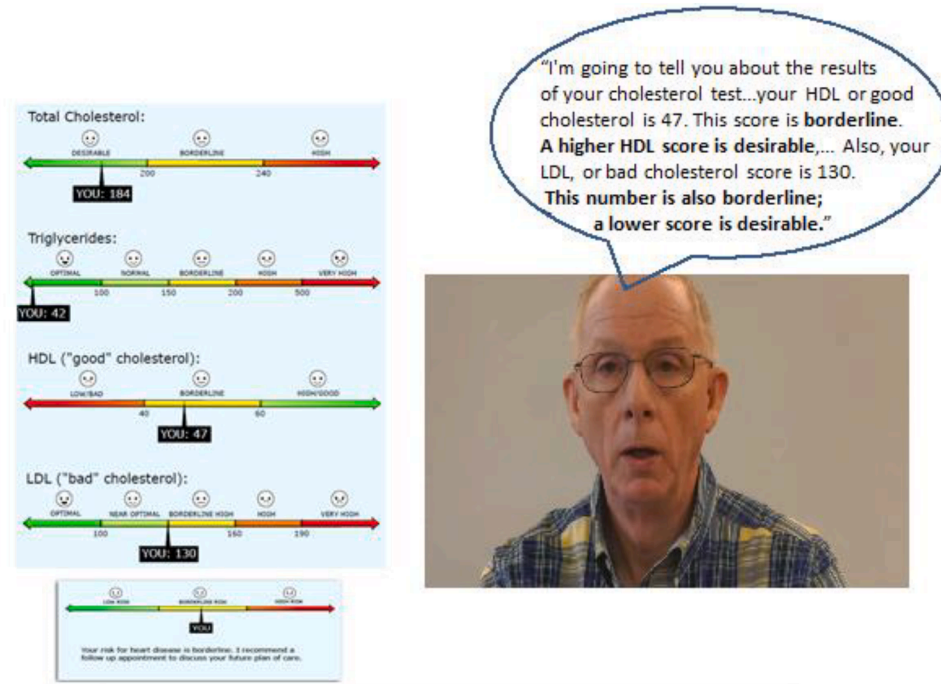 Total Cholesterol:
DESIRABLE BORDERLINE HIGH
200 240
YOU: 184
Triglycerides:
OPTIMAL NORMAL BORDERLINE HIGH VERY HIGH
100 150 200 500
YOU: 42
HDL ("good" cholesterol):
LOW/BAD BORDERLINE HIGH/GOOD
40 60
YOU: 47
LDL ("bad" cholesterol):
OPTIMAL NEAR OPTIMAL BORDERLINE HIGH HIGH VERY HIGH
100 160 190
YOU: 130
LOW RISK BORDERLINE RISK HIGH RISK
YOU
Your risk for heart disease is borderline. I recommend a
follow up appointment to discuss your future plan of care.
“I'm going to tell you about the results
of your cholesterol test...your HDL or good
cholesterol is 47. This score is borderline.
A higher HDL score is desirable,... Also, your
LDL, or bad cholesterol score is 130.
This number is also borderline;
a lower score is desirable.”